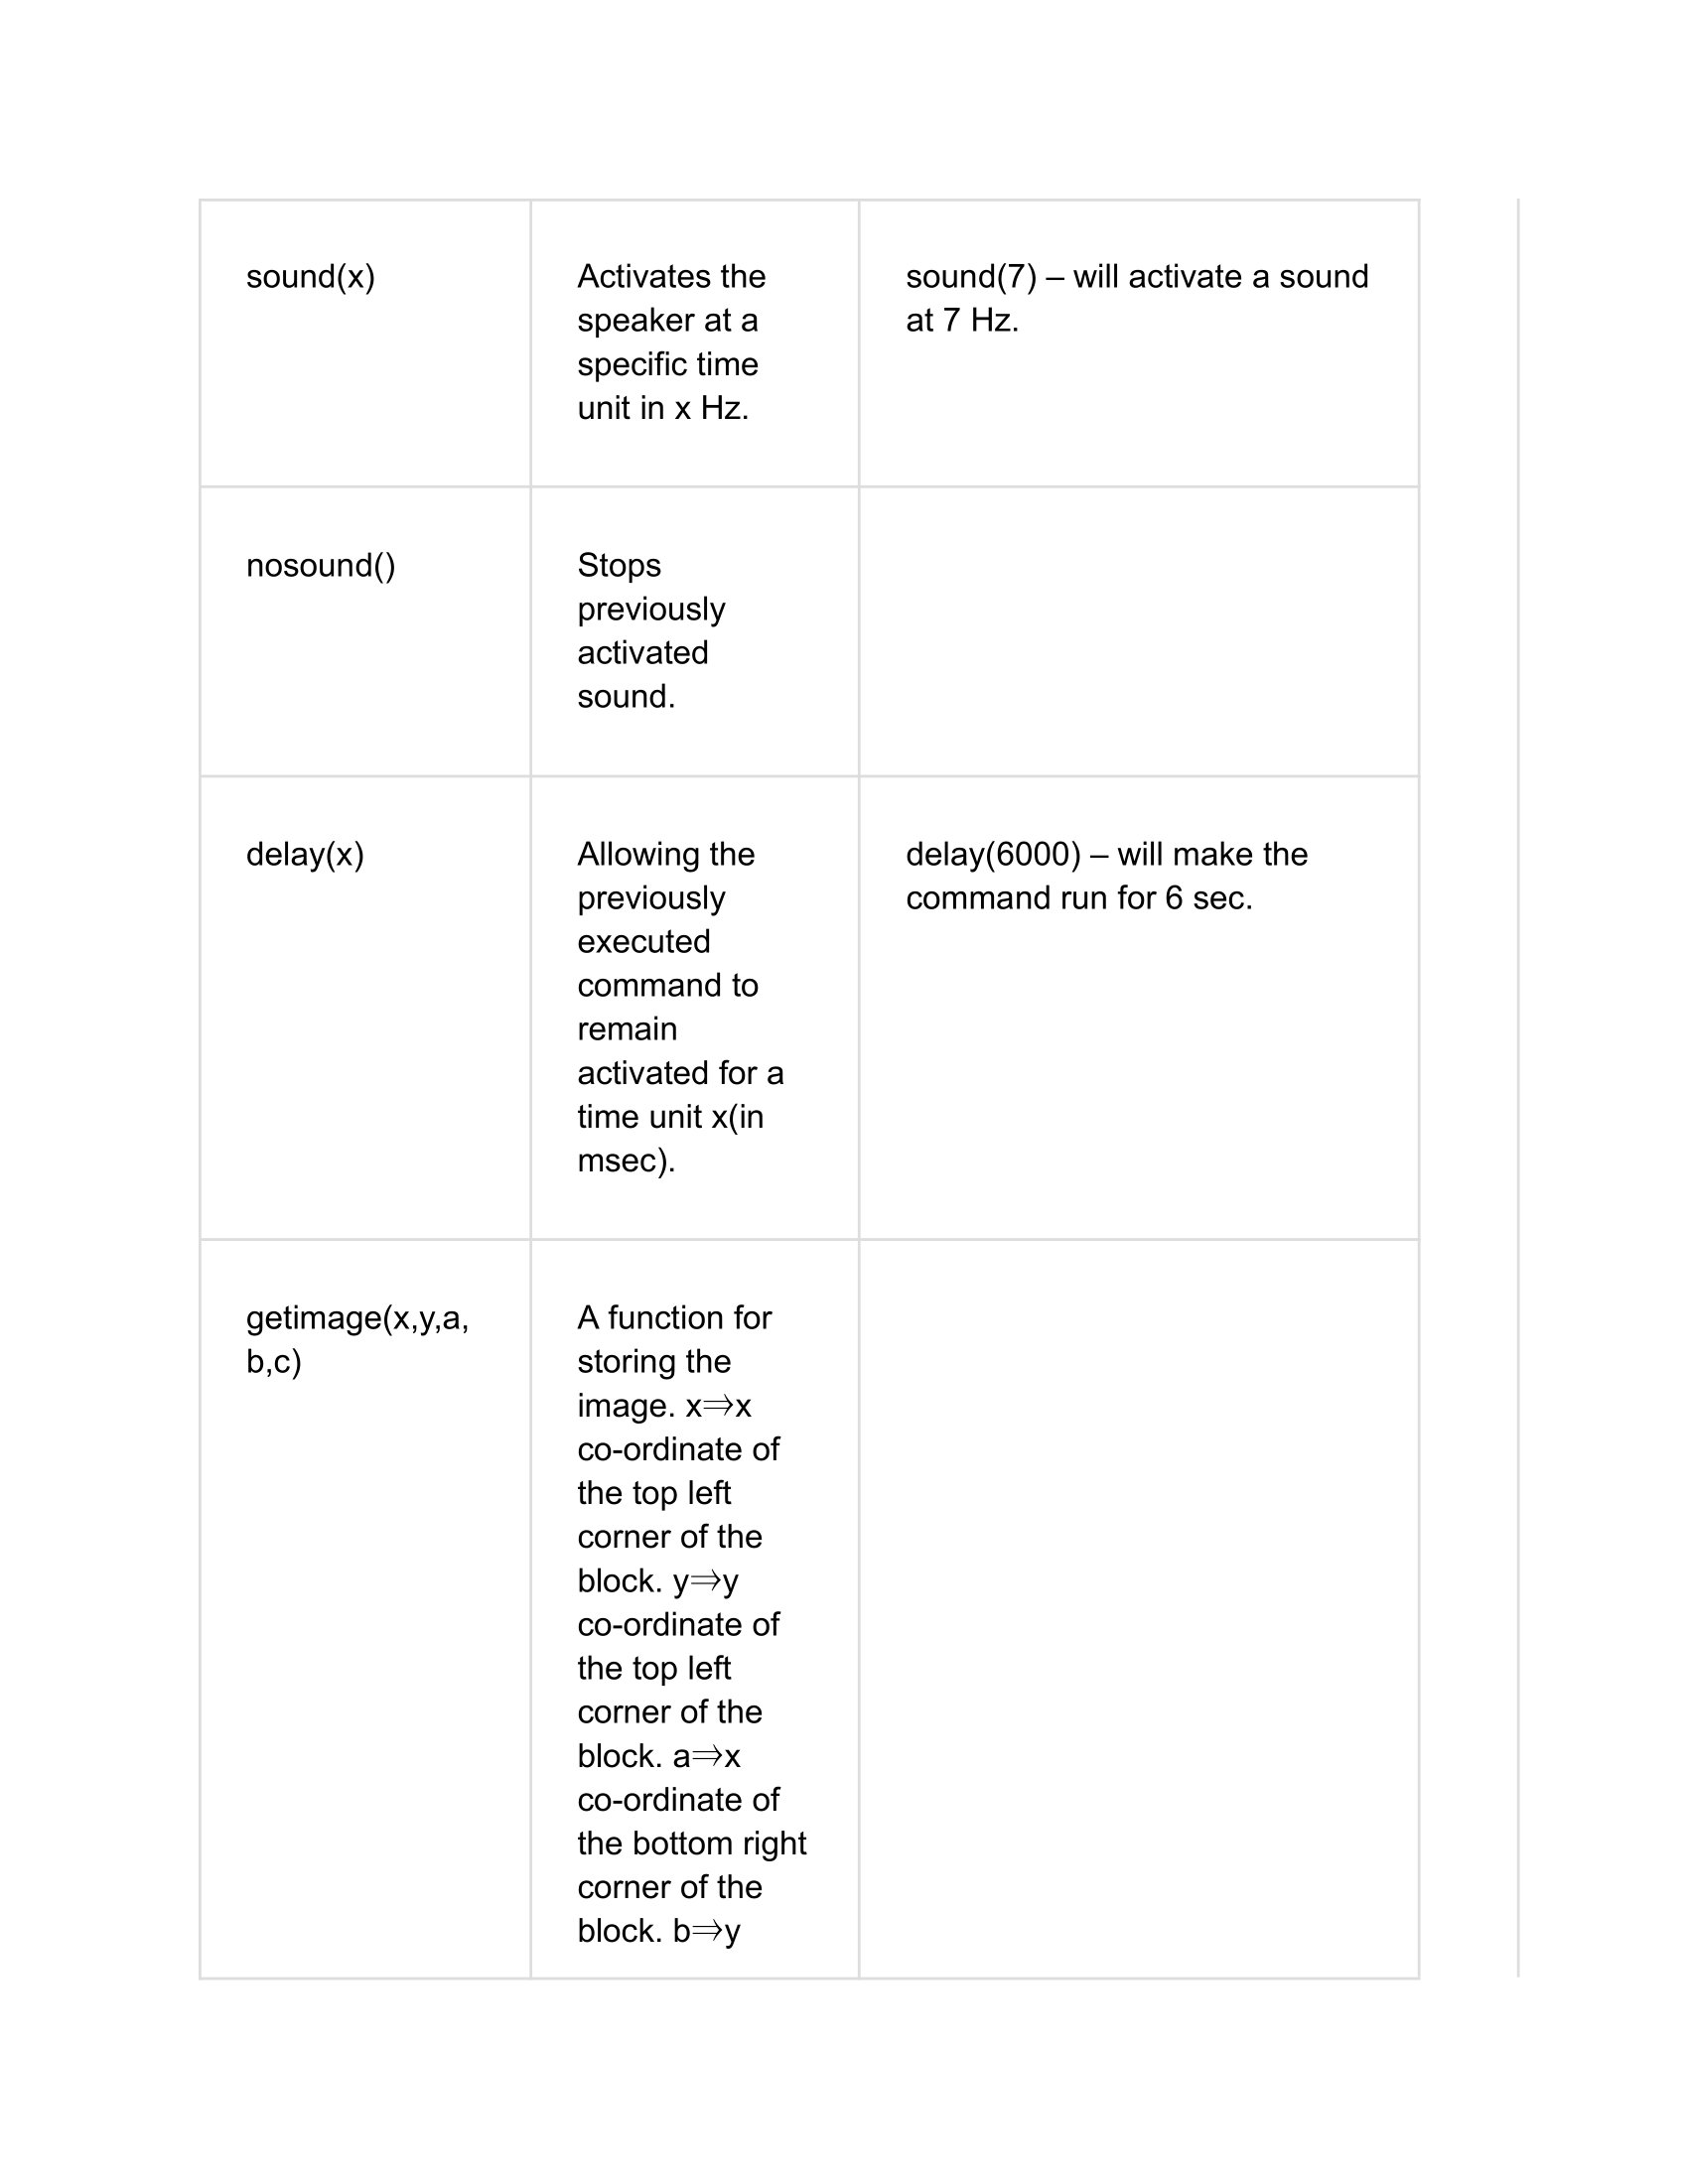 sound(x)
Activates the
speaker at a
specific time
unit in x Hz.
sound(7) – will activate a sound
at 7 Hz.
nosound()
Stops
previously
activated
sound.
delay(x)
Allowing the
previously
executed
command to
remain
activated for a
time unit x(in
msec).
delay(6000) – will make the
command run for 6 sec.
getimage(x,y,a,
b,c)
A function for
storing the
image. x⇒x
co-ordinate of
the top left
corner of the
block. y⇒y
co-ordinate of
the top left
corner of the
block. a⇒x
co-ordinate of
the bottom right
corner of the
block. b⇒y